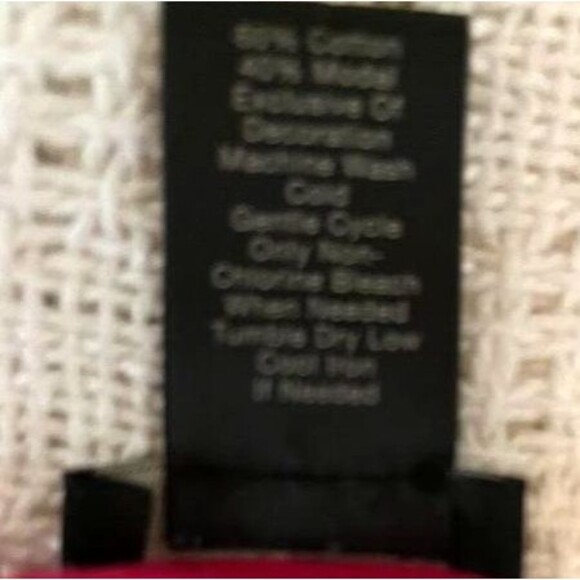 60% Cotton
40% Modal
Exclusive Of
Decoration
Machine Wash
Cold
Gentle Cycle
Only Non-
Chlorine Bleach
When Needed
Tumble Dry Low
Cool Iron
If Needed